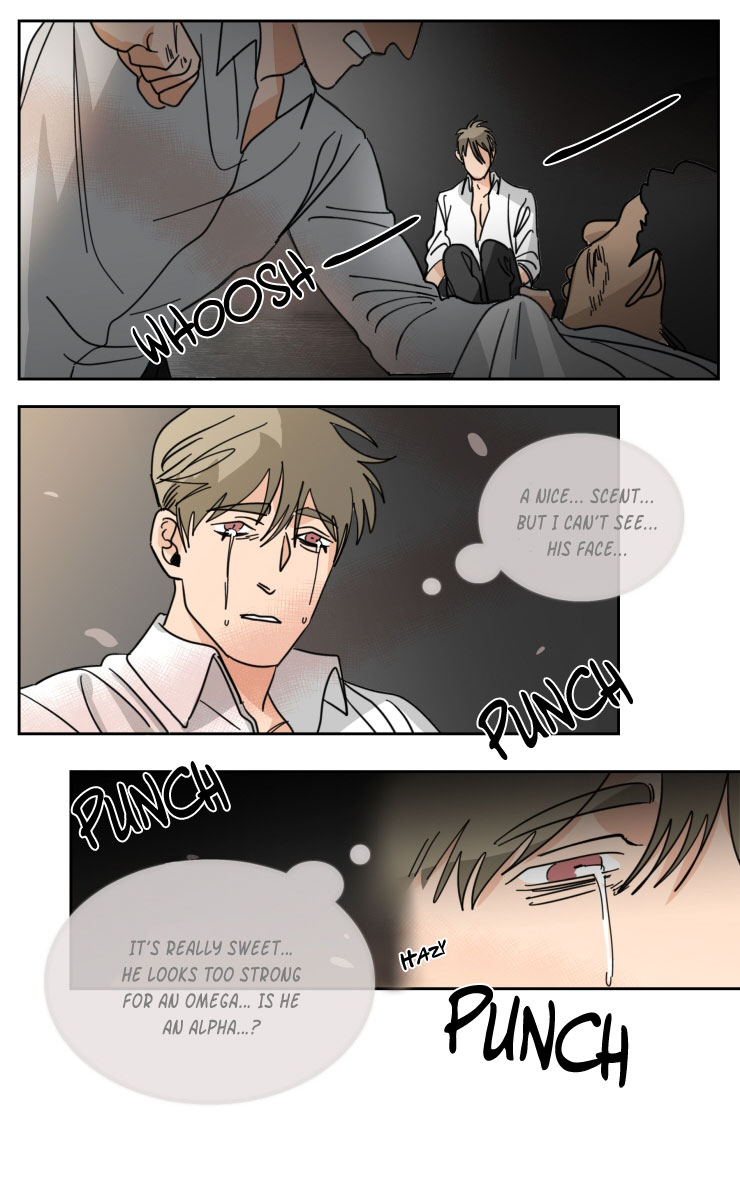 WHOOSH
A NICE... SCENT...
BUT I CAN'T SEE...
HIS FACE...
PUNCH
PUNCH
IT'S REALLY SWEET...
HE LOOKS TOO STRONG
FOR AN OMEGA... IS HE
AN ALPHA...?
HAZY
PUNCH